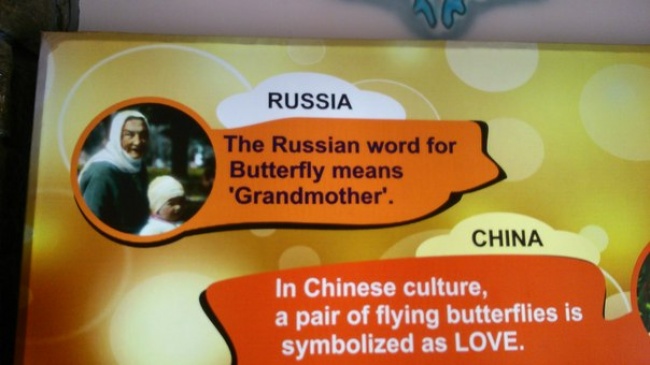 RUSSIA
The Russian word for
Butterfly means
'Grandmother'.
CHINA
In Chinese culture,
a pair of flying butterflies is
symbolized as LOVE.